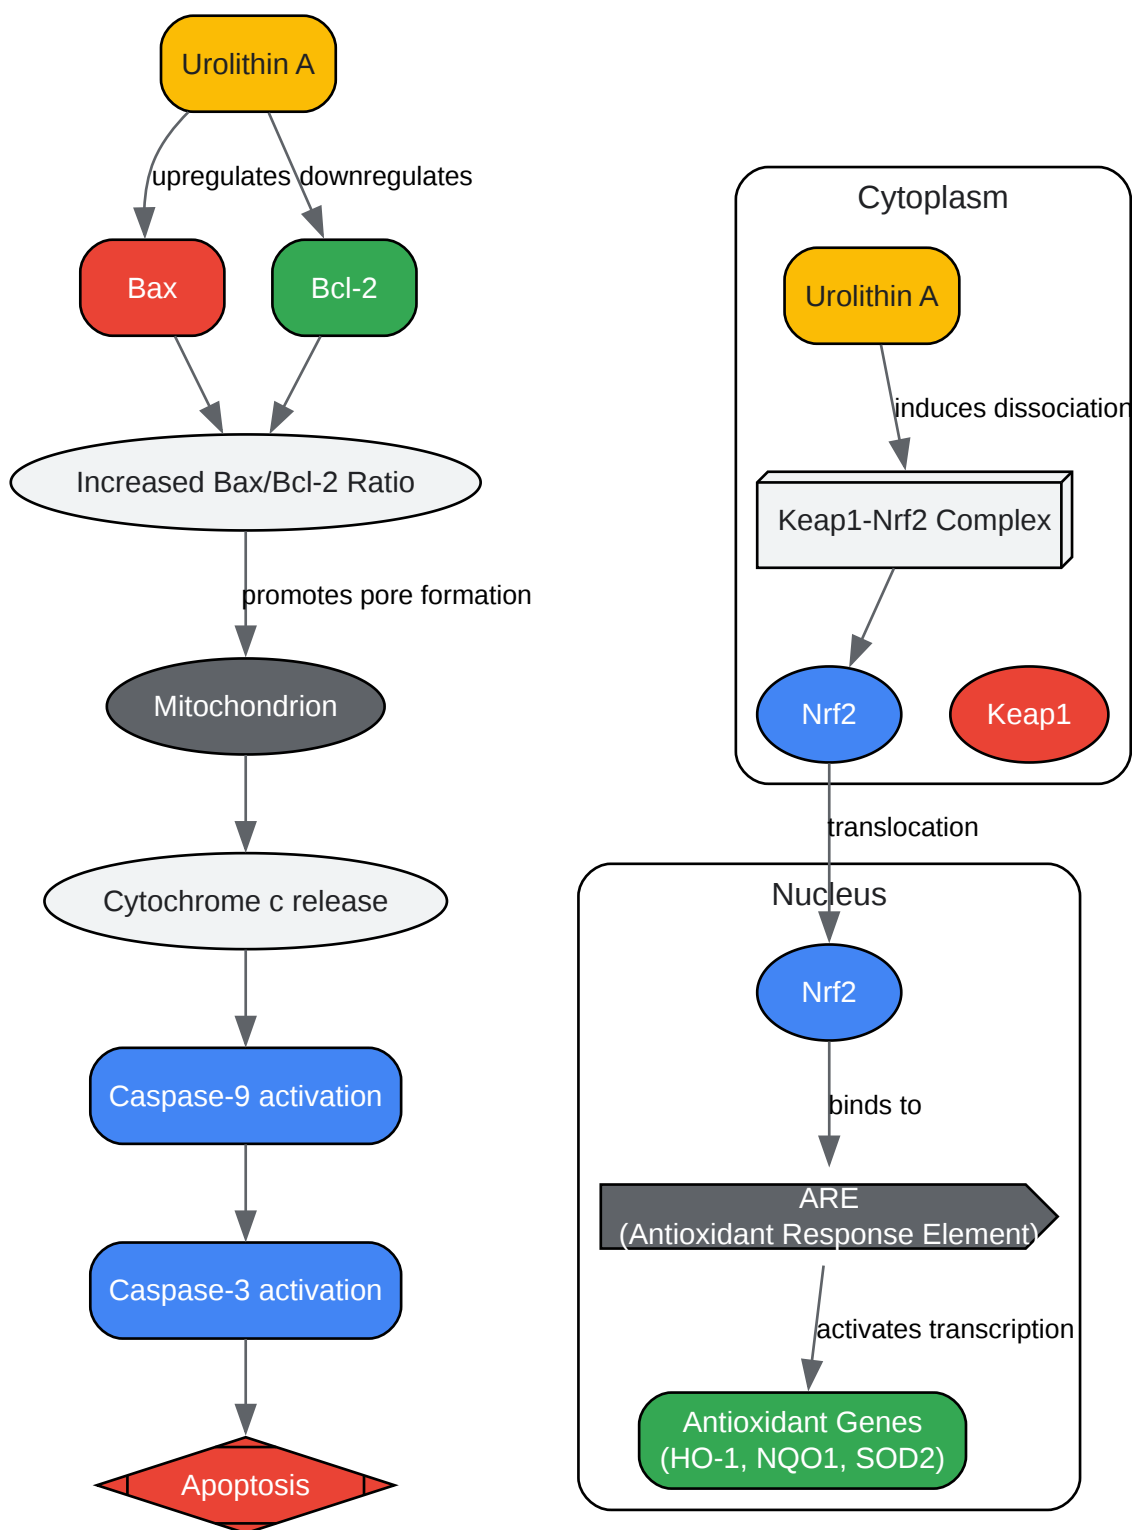 Urolithin A
upregulates
downregulates
Bax
Bcl-2
Increased Bax/Bcl-2 Ratio
promotes pore formation
Mitochondrion
Cytochrome c release
Caspase-9 activation
Caspase-3 activation
Apoptosis
Cytoplasm
Urolithin A
induces dissociation
Keap1-Nrf2 Complex
Nrf2
Keap1
translocation
Nucleus
Nrf2
binds to
ARE
(Antioxidant Response Element)
activates transcription
Antioxidant Genes
(HO-1, NQO1, SOD2)